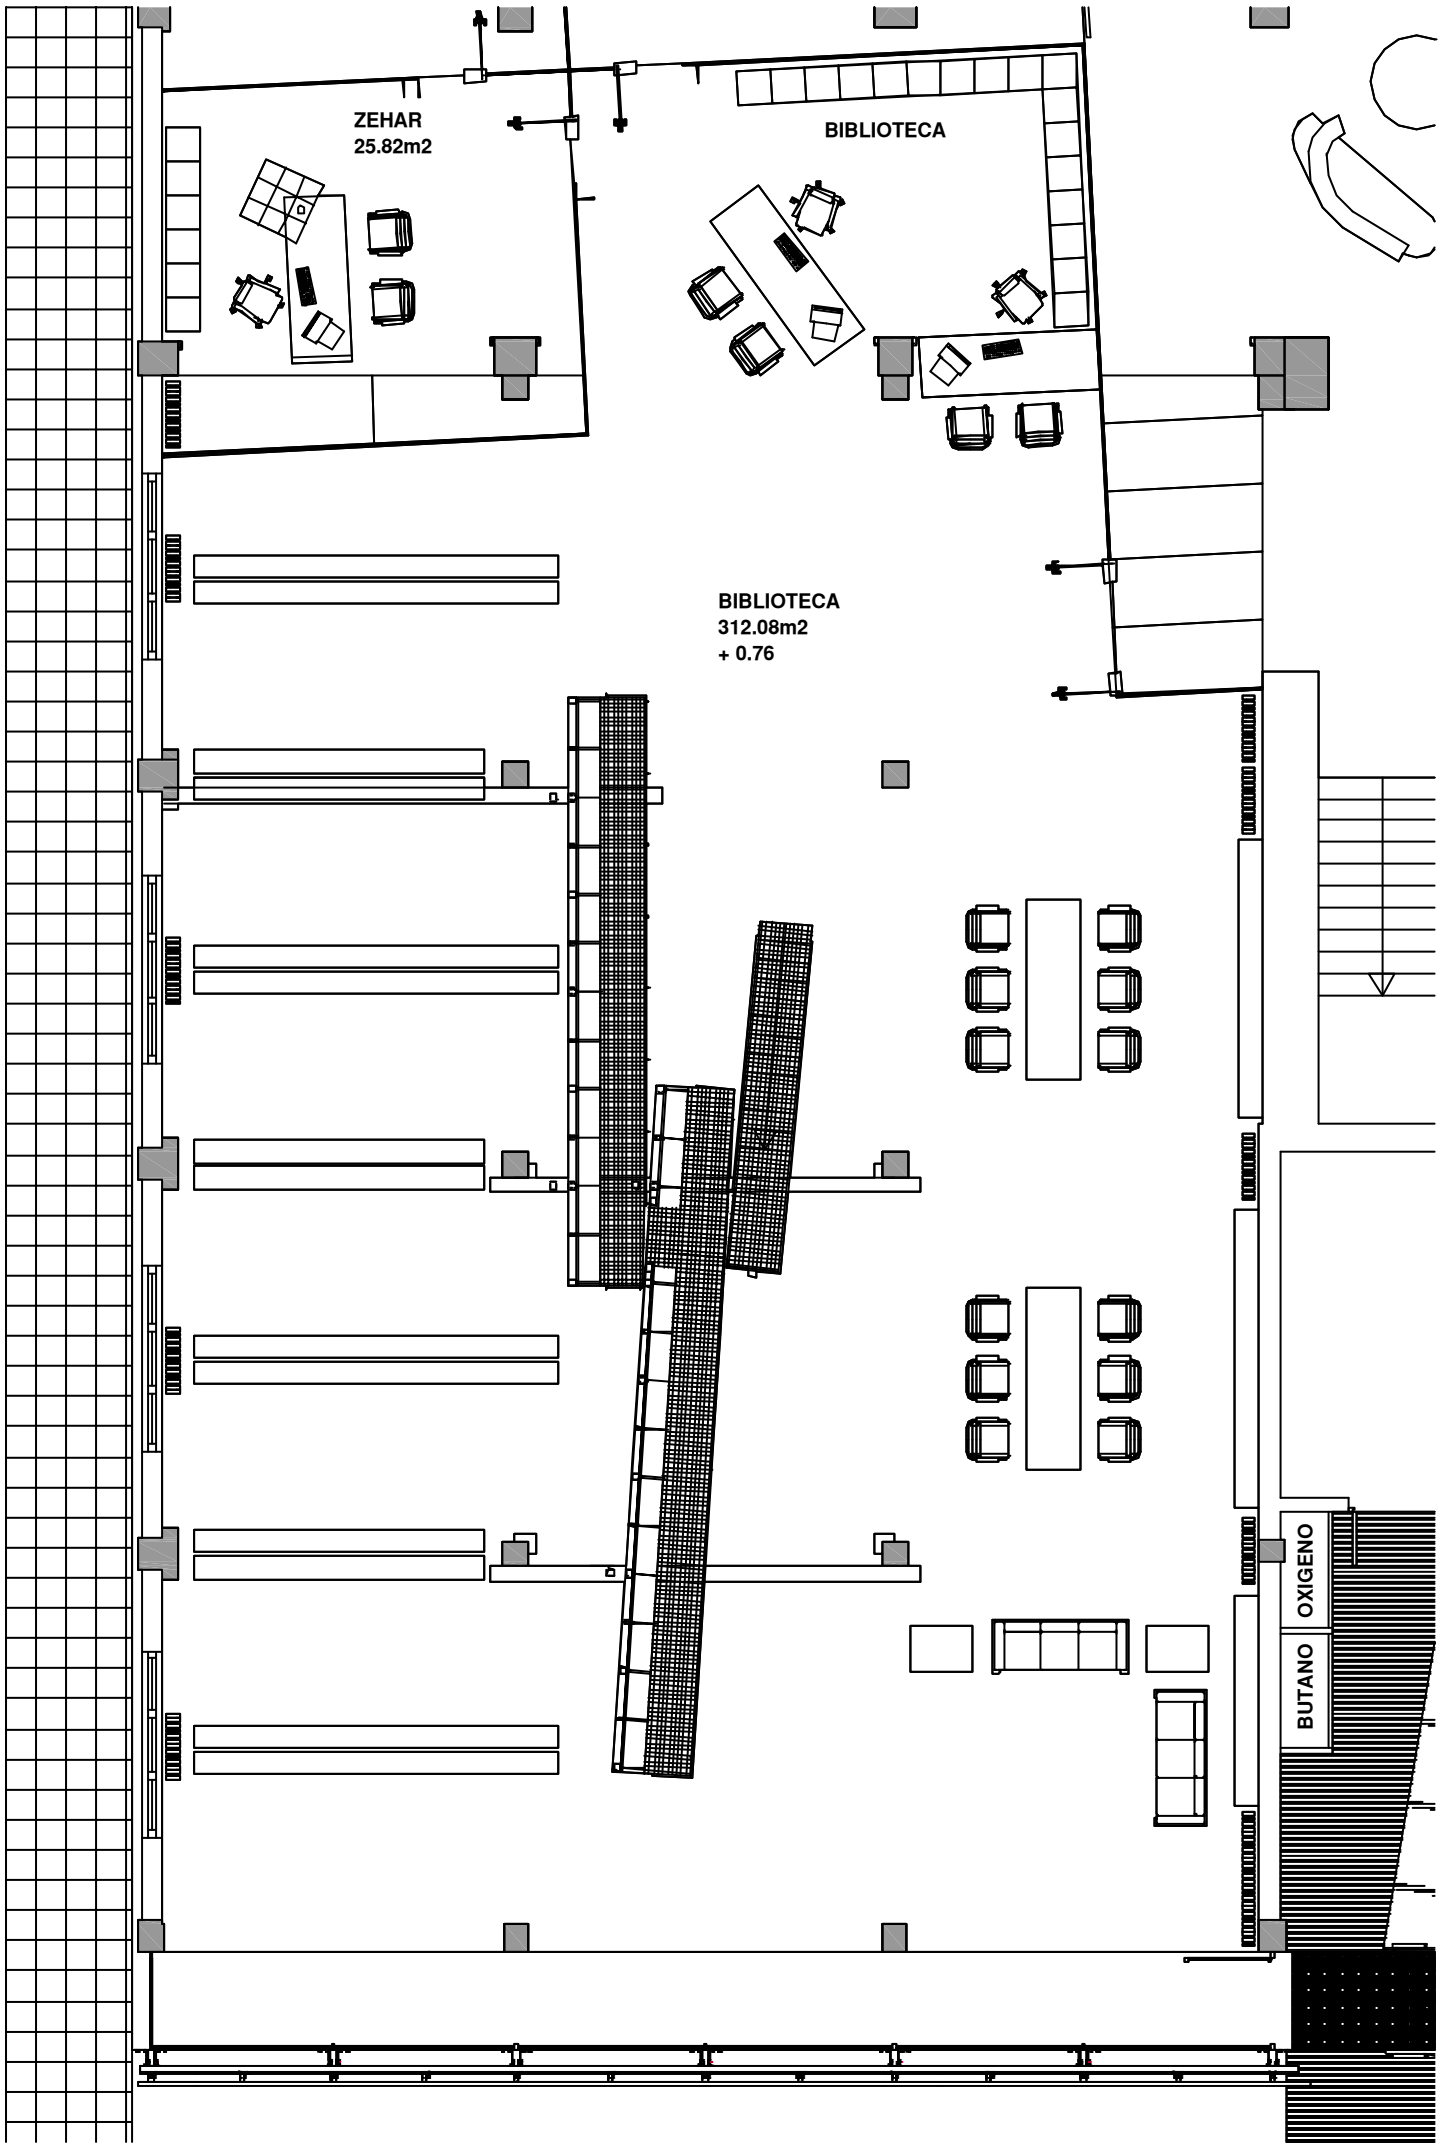 ZEHAR
25.82m2
BIBLIOTECA
BIBLIOTECA
312.08m2
+ 0.76
OXIGENO
BUTANO